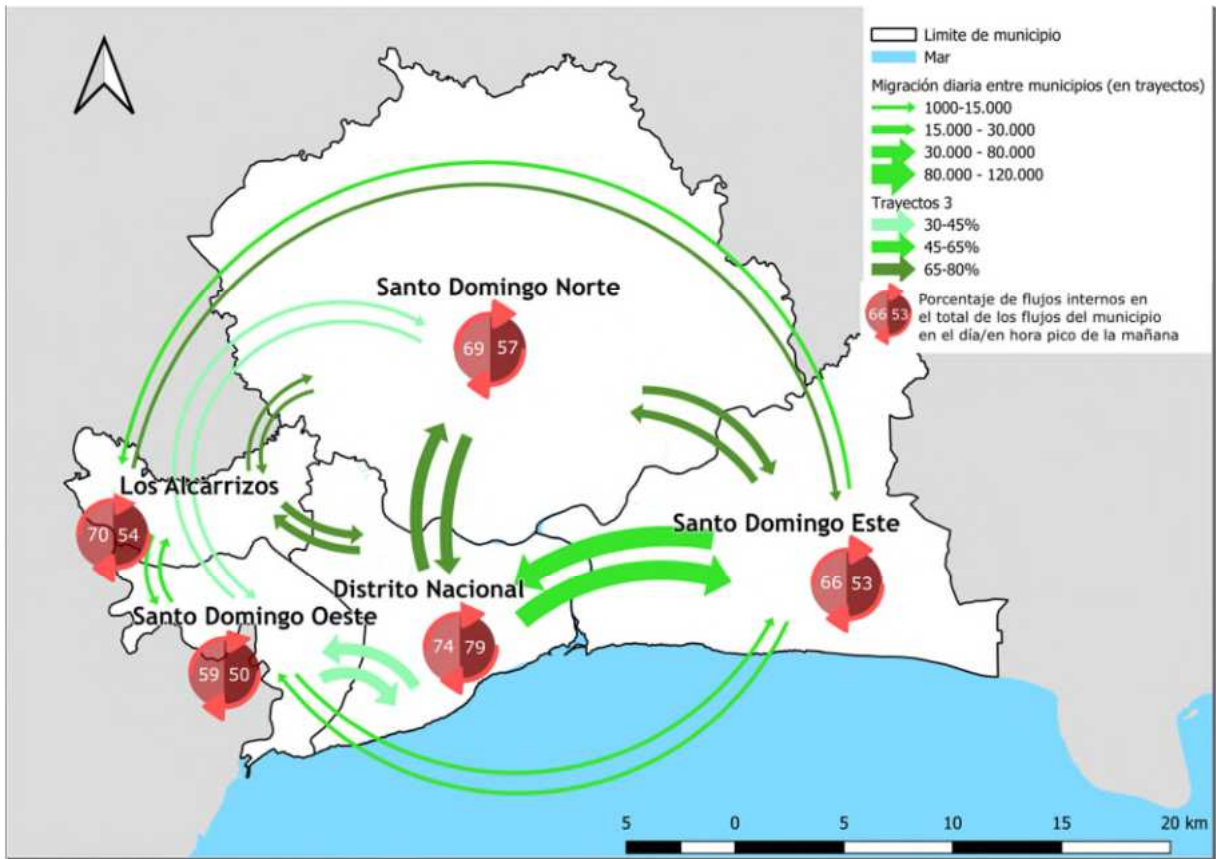 Limite de municipio
Mar
Migración diaria entre municipios (en trayectos)
1000-15.000
15.000 - 30.000
30.000 - 80.000
80.000 - 120.000
Trayectos 3
30-45%
45-65%
65-80%
66 53
Porcentaje de flujos internos en
el total de los flujos del municipio
en el día/en hora pico de la mañana
Santo Domingo Norte
69 57
Los Alcarrizos
70 54
Santo Domingo Este
66 53
Distrito Nacional
74 79
Santo Domingo Oeste
59 50
5 0 5 10 15 20 km